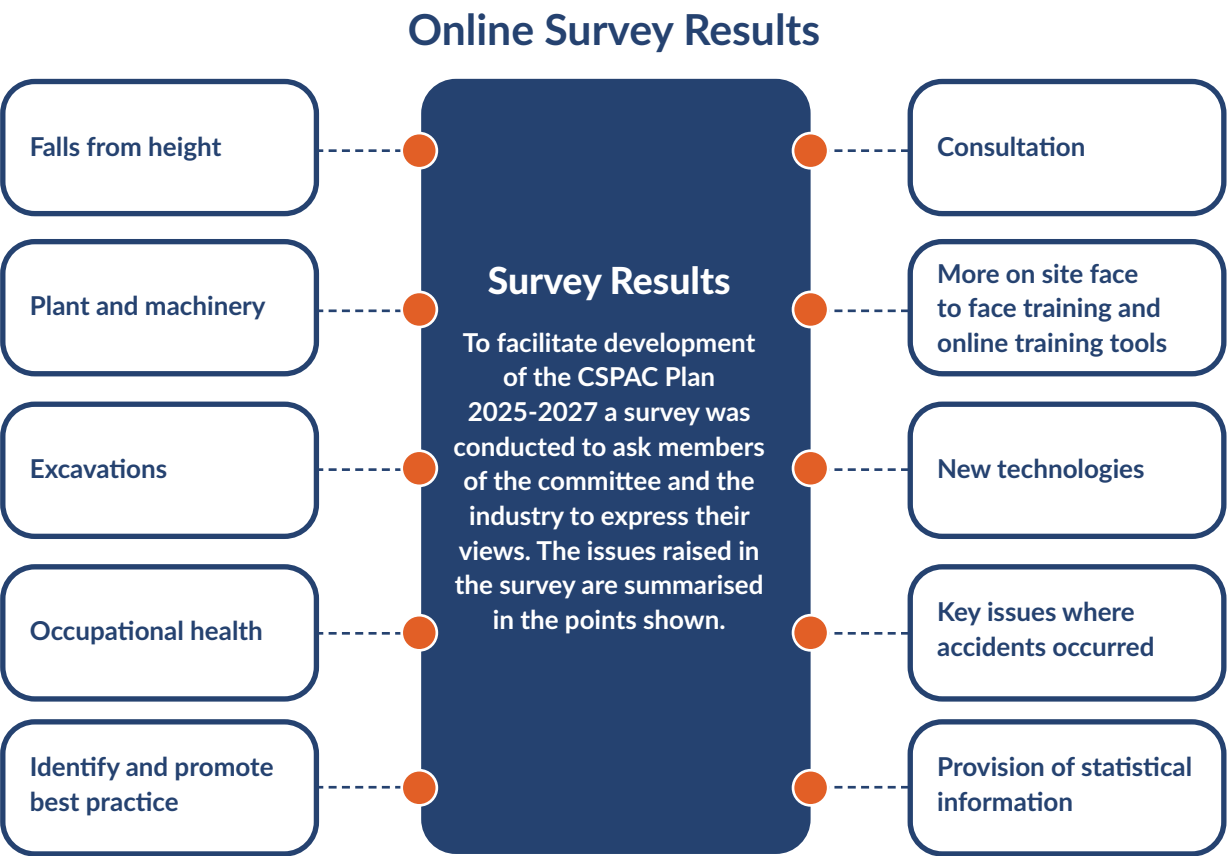 Online Survey Results
Falls from height
Plant and machinery
Excavations
Occupational health
Identify and promote
best practice
Survey Results
To facilitate development
of the CSPAC Plan
2025-2027 a survey was
conducted to ask members
of the committee and the
industry to express their
views. The issues raised in
the survey are summarised
in the points shown.
Consultation
More on site face
to face training and
online training tools
New technologies
Key issues where
accidents occurred
Provision of statistical
information